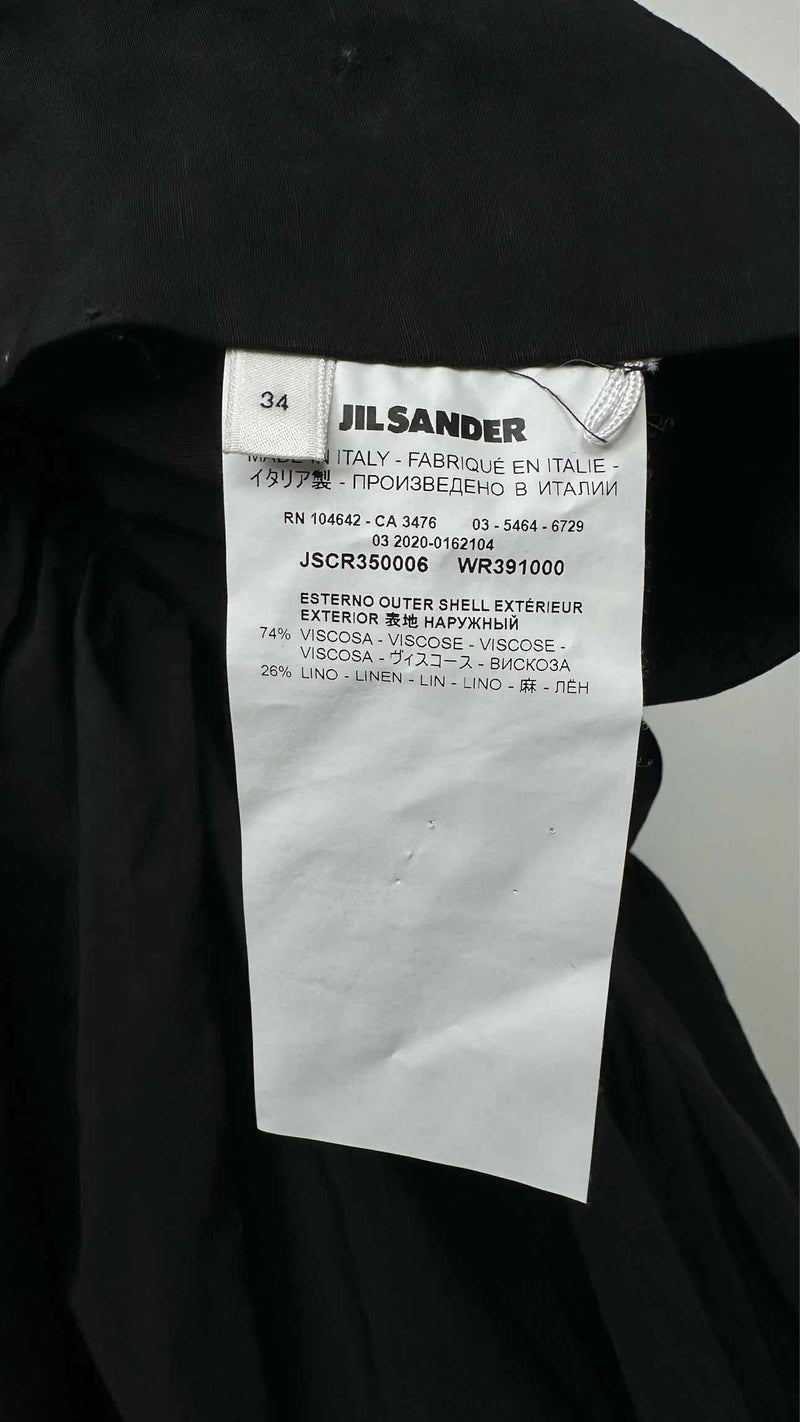 34
JIL SANDER
MADE IN ITALY - FABRIQUÉ EN ITALIE -
イタリア製 - ПРОИЗВЕДЕНО В ИТАЛИИ
RN 104642 - CA 3476 03 - 5464 - 6729
03 2020-0162104
JSCR350006 WR391000
ESTERNO OUTER SHELL EXTÉRIEUR
EXTERIOR 表地 НАРУЖНЫЙ
74% VISCOSA - VISCOSE - VISCOSE -
VISCOSA - ヴィスコース - ВИСКОЗА
26% LINO - LINEN - LIN - LINO - 麻 - ЛЁН